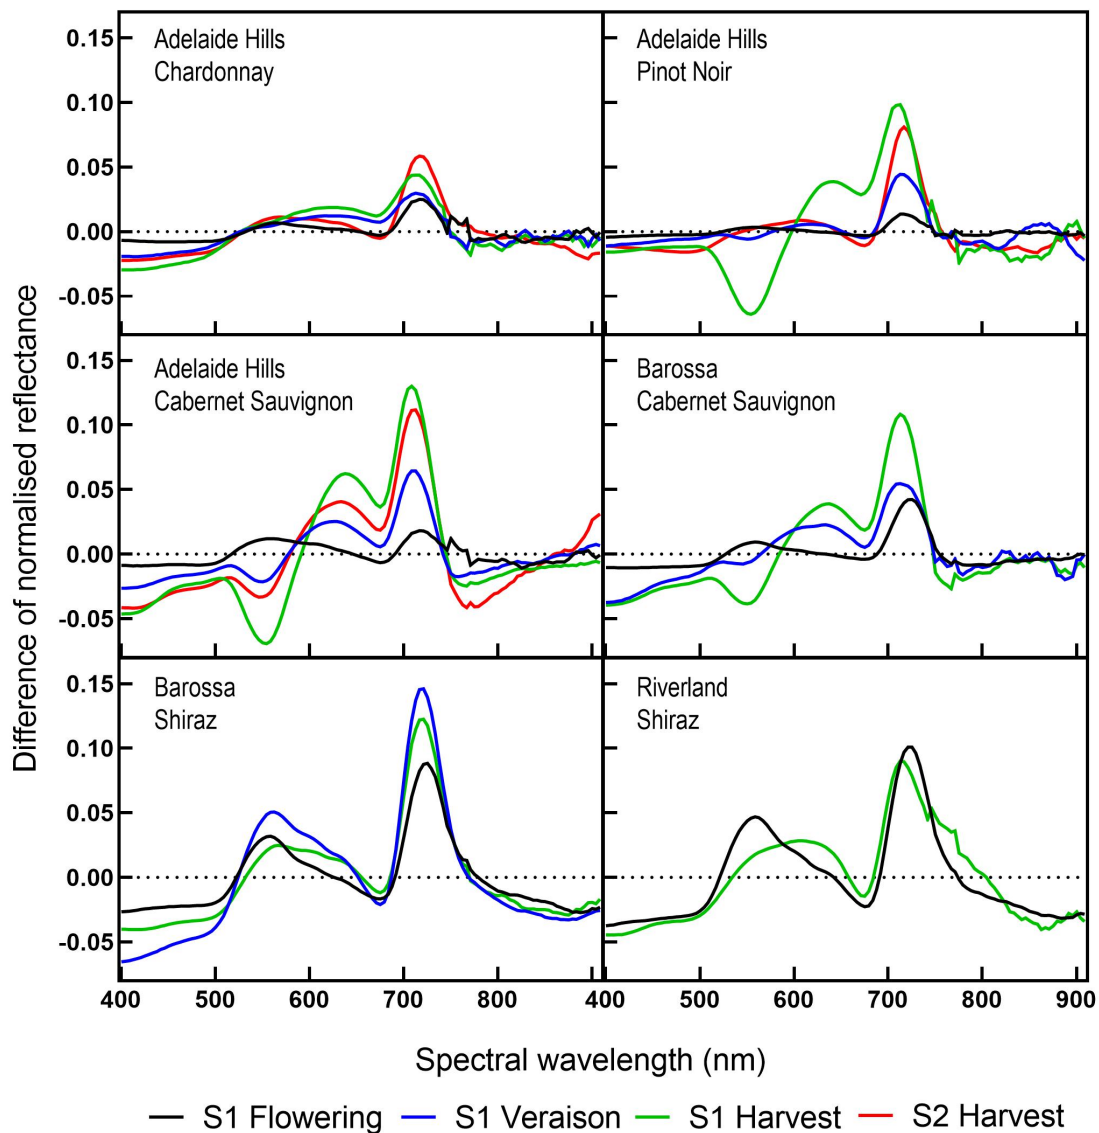 Difference of normalised reflectance
0.15
0.10
0.05
0.00
-0.05
Adelaide Hills
Chardonnay
Adelaide Hills
Pinot Noir
0.15
0.10
0.05
0.00
-0.05
Adelaide Hills
Cabernet Sauvignon
Barossa
Cabernet Sauvignon
0.15
0.10
0.05
0.00
-0.05
Barossa
Shiraz
Riverland
Shiraz
400 500 600 700 800 400 500 600 700 800 900
Spectral wavelength (nm)
S1 Flowering S1 Veraison S1 Harvest S2 Harvest